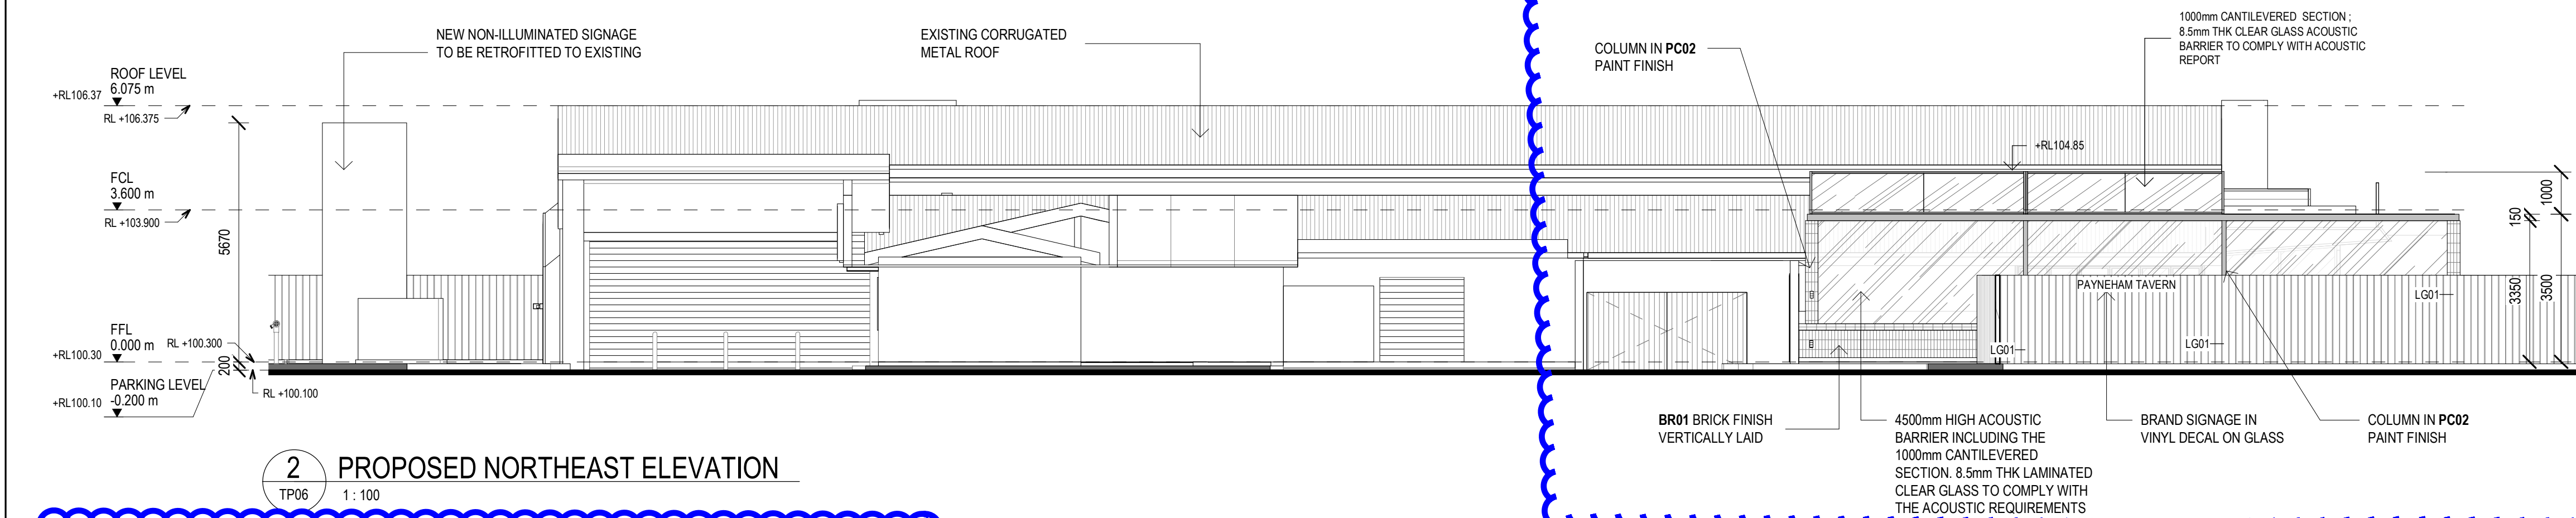 NEW NON-ILLUMINATED SIGNAGE
TO BE RETROFITTED TO EXISTING
EXISTING CORRUGATED
METAL ROOF
COLUMN IN PC02
PAINT FINISH
1000mm CANTILEVERED SECTION ;
8.5mm THK CLEAR GLASS ACOUSTIC
BARRIER TO COMPLY WITH ACOUSTIC
REPORT
ROOF LEVEL
6.075 m
+RL106.37
RL +106.375
FCL
3.600 m
RL +103.900
5670
FFL
0.000 m
+RL100.30
RL +100.300
200
PARKING LEVEL
-0.200 m
+RL100.10
RL +100.100
+RL104.85
1000
150
3350
3500
PAYNEHAM TAVERN
LG01
LG01
LG01
BR01 BRICK FINISH
VERTICALLY LAID
4500mm HIGH ACOUSTIC
BARRIER INCLUDING THE
1000mm CANTILEVERED
SECTION. 8.5mm THK LAMINATED
CLEAR GLASS TO COMPLY WITH
THE ACOUSTIC REQUIREMENTS
BRAND SIGNAGE IN
VINYL DECAL ON GLASS
COLUMN IN PC02
PAINT FINISH
2
TP06
PROPOSED NORTHEAST ELEVATION
1 : 100